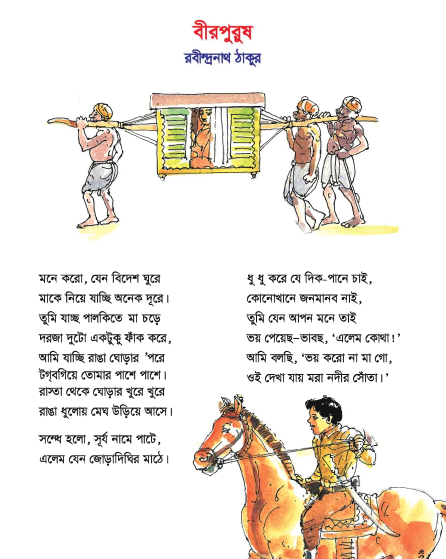 বীরপুরুষ
রবীন্দ্রনাথ ঠাকুর
মনে করো, যেন বিদেশ ঘুরে
মাকে নিয়ে যাচ্ছি অনেক দূরে।
তুমি যাচ্ছ পালকিতে মা চড়ে
দরজা দুটো একটুকু ফাঁক করে,
আমি যাচ্ছি রাঙা ঘোড়ার ’পরে
টগ্‌বগিয়ে তোমার পাশে পাশে।
রাস্তা থেকে ঘোড়ার খুরে খুরে
রাঙা ধুলোয় মেঘ উড়িয়ে আসে।
সন্ধে হলো, সূর্য নামে পাটে,
এলেম যেন জোড়াদিঘির মাঠে।
ধু ধু করে যে দিক-পানে চাই,
কোনোখানে জনমানব নাই,
তুমি যেন আপন মনে তাই
ভয় পেয়েছ–ভাবছ, ‘এলেম কোথা!’
আমি বলছি, ‘ভয় করো না মা গো,
ওই দেখা যায় মরা নদীর সোঁতা।’